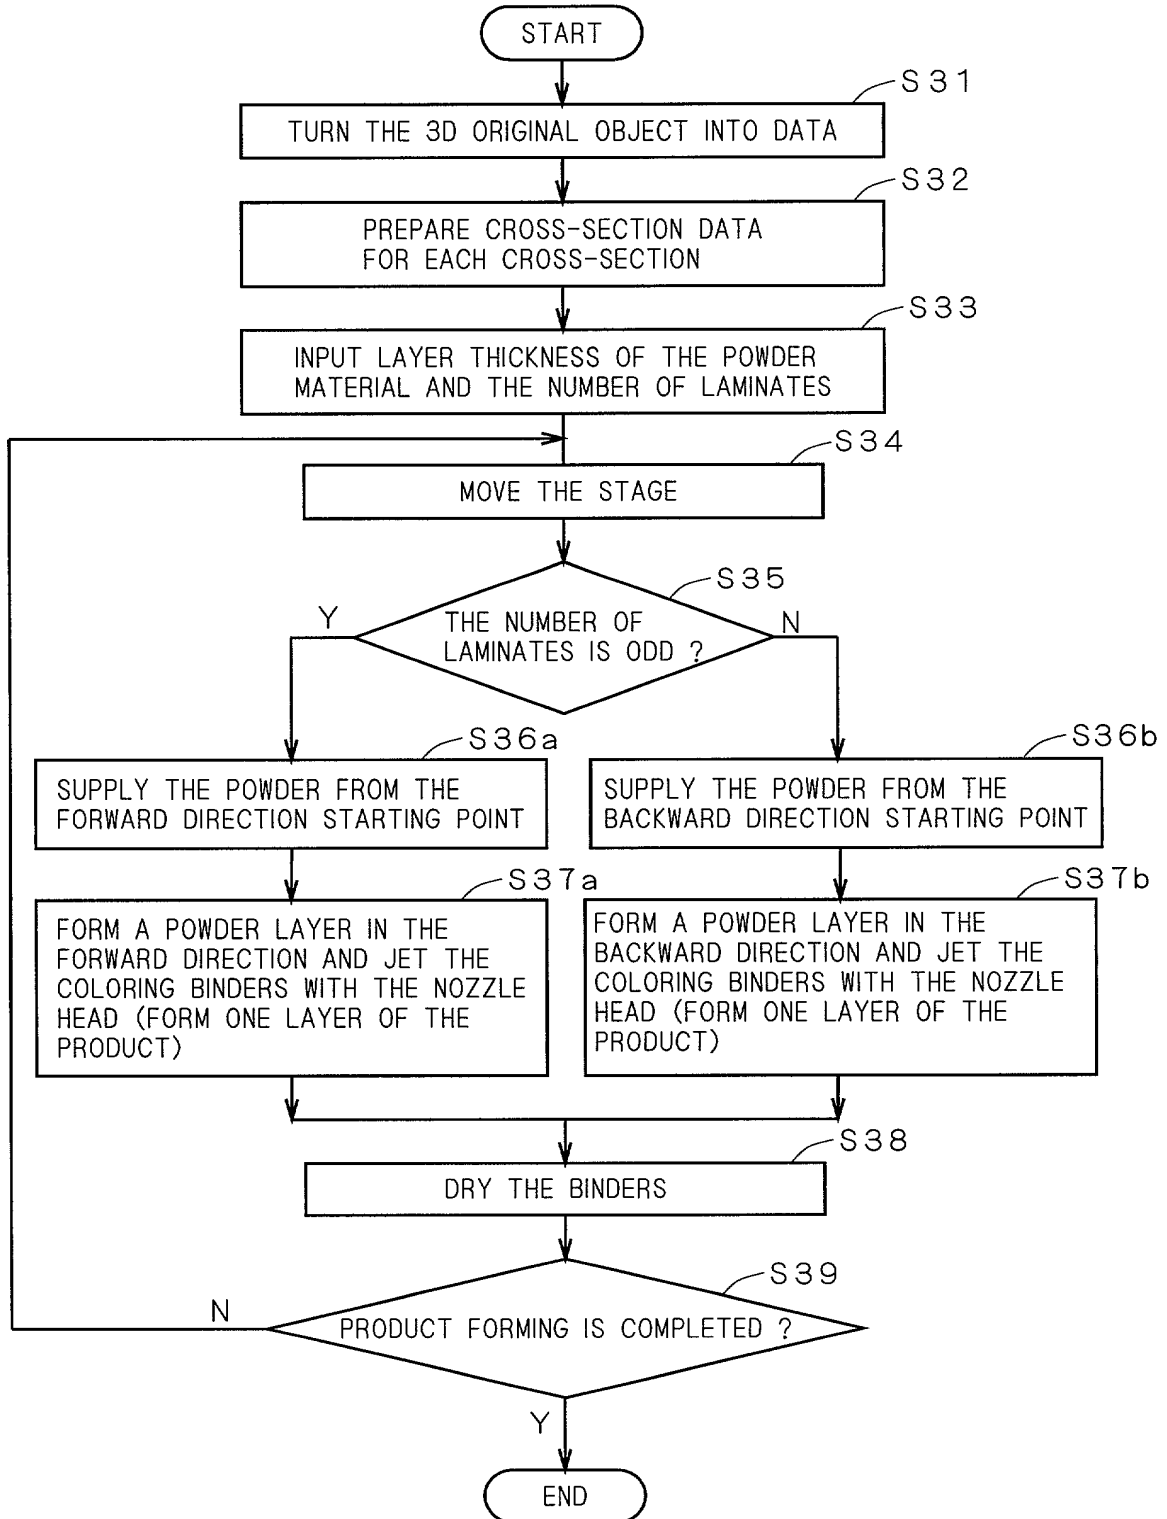 START
S31
TURN THE 3D ORIGINAL OBJECT INTO DATA
S32
PREPARE CROSS-SECTION DATA
FOR EACH CROSS-SECTION
S33
INPUT LAYER THICKNESS OF THE POWDER
MATERIAL AND THE NUMBER OF LAMINATES
S34
MOVE THE STAGE
S35
Y
THE NUMBER OF
LAMINATES IS ODD ?
N
S36a
SUPPLY THE POWDER FROM THE
FORWARD DIRECTION STARTING POINT
S36b
SUPPLY THE POWDER FROM THE
BACKWARD DIRECTION STARTING POINT
S37a
FORM A POWDER LAYER IN THE
FORWARD DIRECTION AND JET THE
COLORING BINDERS WITH THE NOZZLE
HEAD (FORM ONE LAYER OF THE
PRODUCT)
S37b
FORM A POWDER LAYER IN THE
BACKWARD DIRECTION AND JET THE
COLORING BINDERS WITH THE NOZZLE
HEAD (FORM ONE LAYER OF THE
PRODUCT)
S38
DRY THE BINDERS
S39
N
PRODUCT FORMING IS COMPLETED ?
Y
END